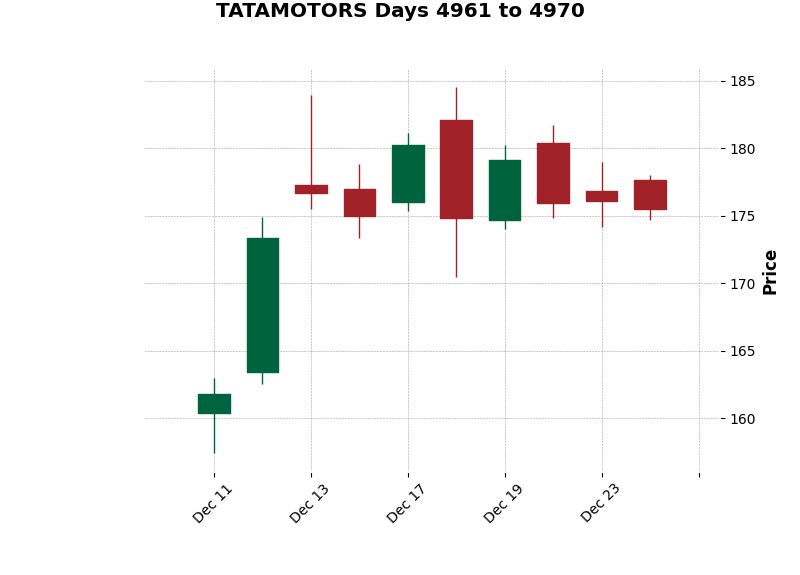 TATAMOTORS Days 4961 to 4970
185
180
175
170
165
160
Price
Dec 11
Dec 13
Dec 17
Dec 19
Dec 23